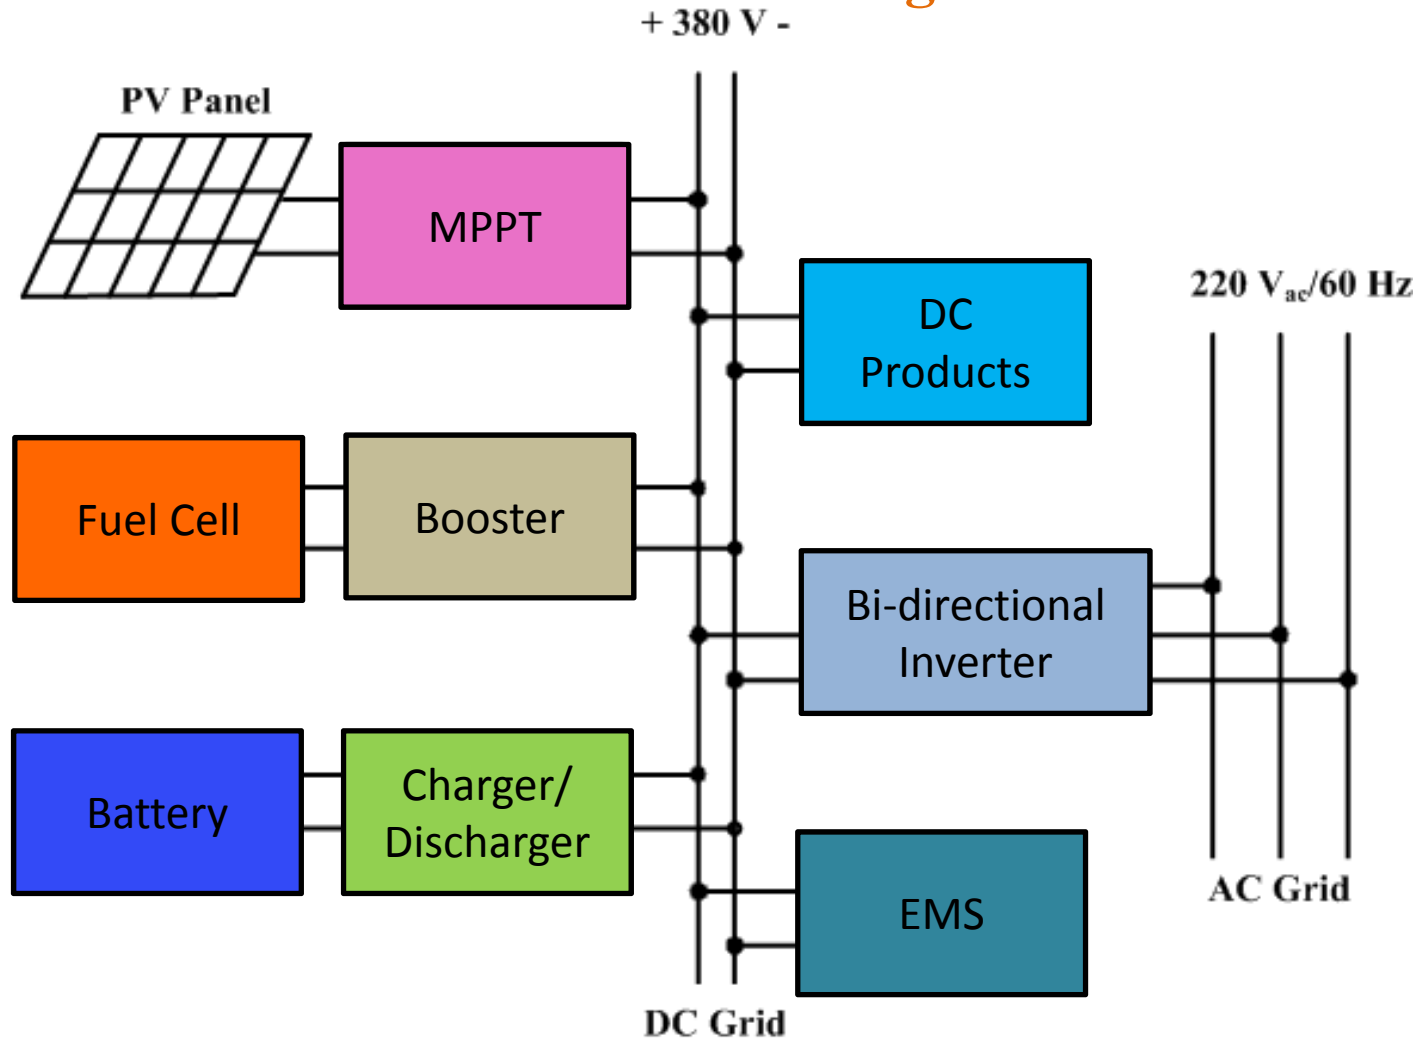 + 380 V -
PV Panel
MPPT
DC
Products
220 Vac/60 Hz
Fuel Cell
Booster
Bi-directional
Inverter
Battery
Charger/
Discharger
EMS
AC Grid
DC Grid